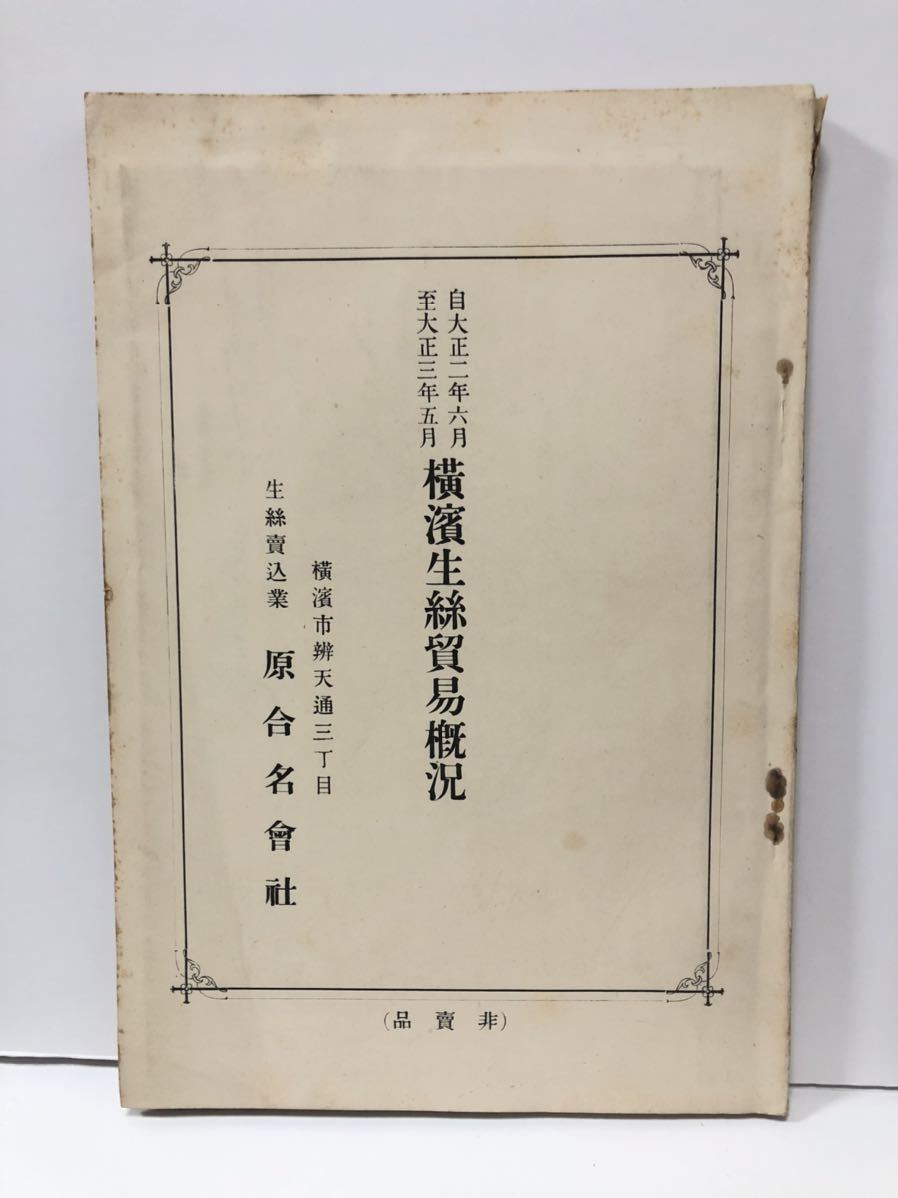 自大正二年六月
至大正三年五月
橫濱生絲貿易槪況
橫濱市辨天通三丁目
生絲賣込業 原合名會社
(非賣品)